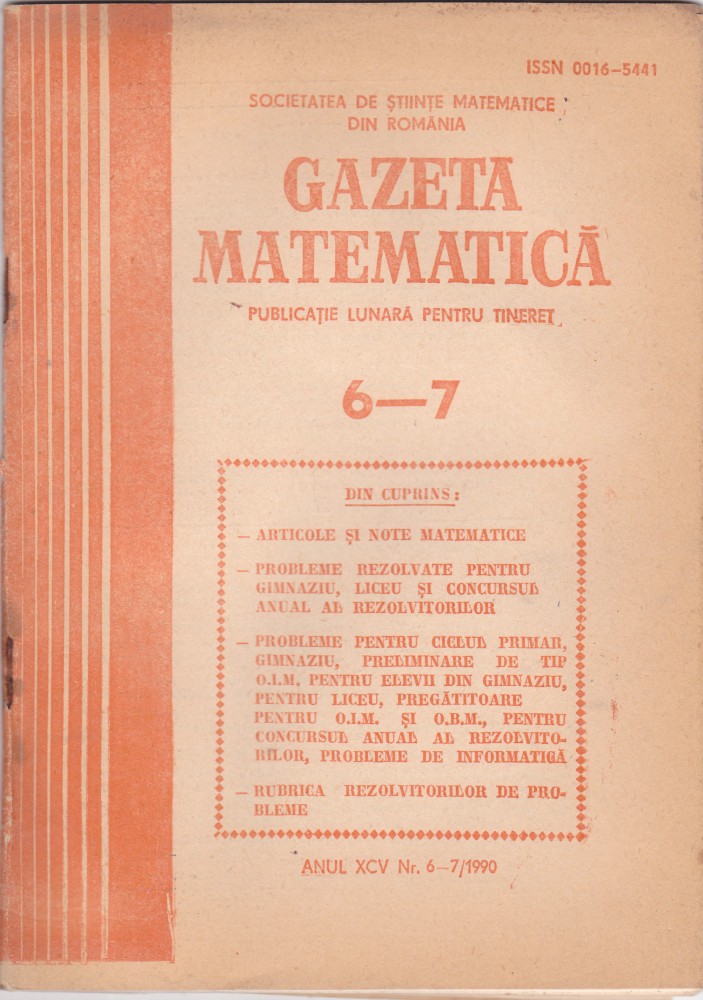 ISSN 0016-5441
SOCIETATEA DE ȘTIINȚE MATEMATICE
DIN ROMÂNIA
GAZETA
MATEMATICĂ
PUBLICAȚIE LUNARĂ PENTRU TINERET
6—7
DIN CUPRINS:
— ARTICOLE ȘI NOTE MATEMATICE
— PROBLEME REZOLVATE PENTRU
GIMNAZIU, LICEU ȘI CONCURSUL
ANUAL AL REZOLVITORILOR
— PROBLEME PENTRU CICLUL PRIMAR,
GIMNAZIU, PRELIMINARE DE TIP
O.I.M. PENTRU ELEVII DIN GIMNAZIU,
PENTRU LICEU, PREGĂTITOARE
PENTRU O.I.M. ȘI O.B.M., PENTRU
CONCURSUL ANUAL AL REZOLVITO-
RILOR, PROBLEME DE INFORMATICĂ
— RUBRICA REZOLVITORILOR DE PRO-
BLEME
ANUL XCV Nr. 6—7/1990